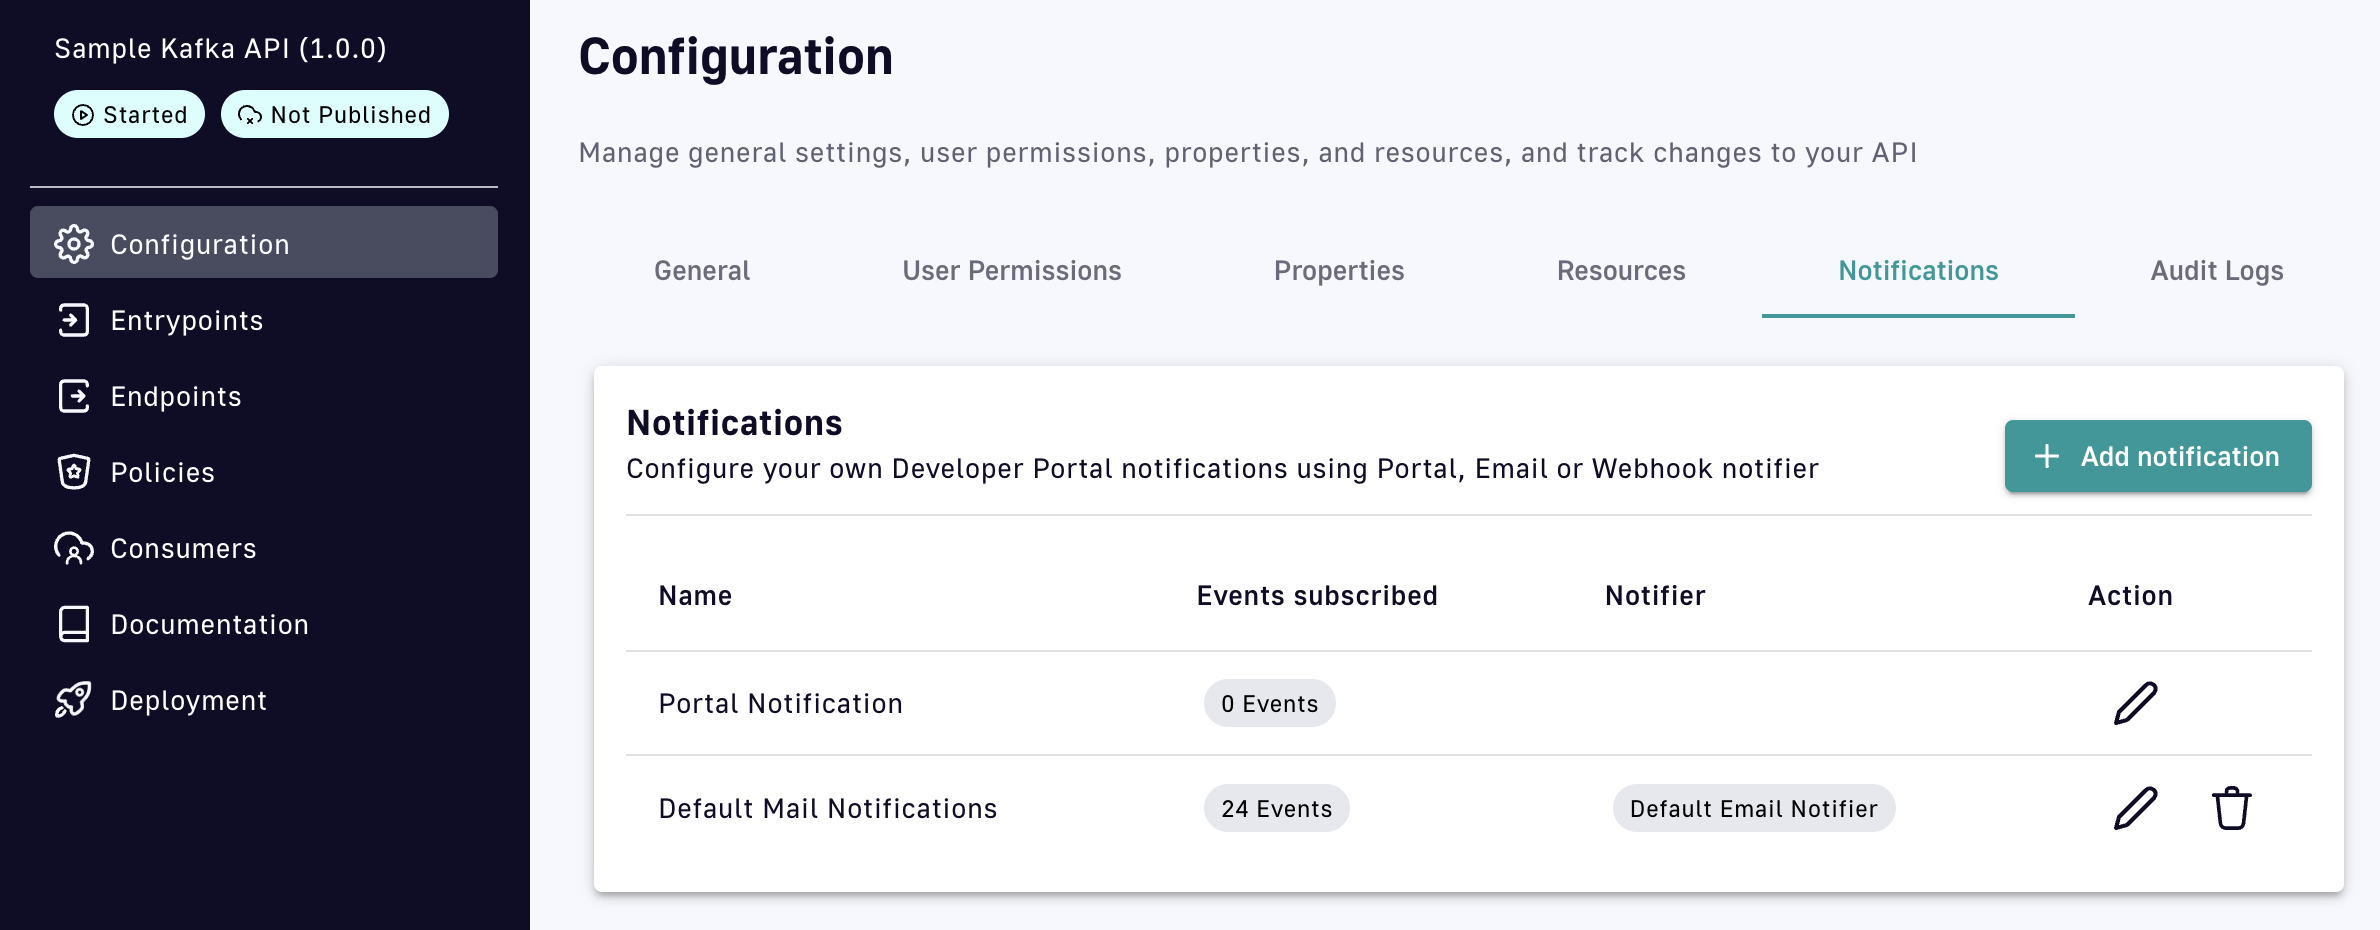 Sample Kafka API (1.0.0)
Started
Not Published
Configuration
Entrypoints
Endpoints
Policies
Consumers
Documentation
Deployment
Configuration
Manage general settings, user permissions, properties, and resources, and track changes to your API
General
User Permissions
Properties
Resources
Notifications
Audit Logs
Notifications
Configure your own Developer Portal notifications using Portal, Email or Webhook notifier
Add notification
Name
Events subscribed
Notifier
Action
Portal Notification
0 Events
Default Mail Notifications
24 Events
Default Email Notifier